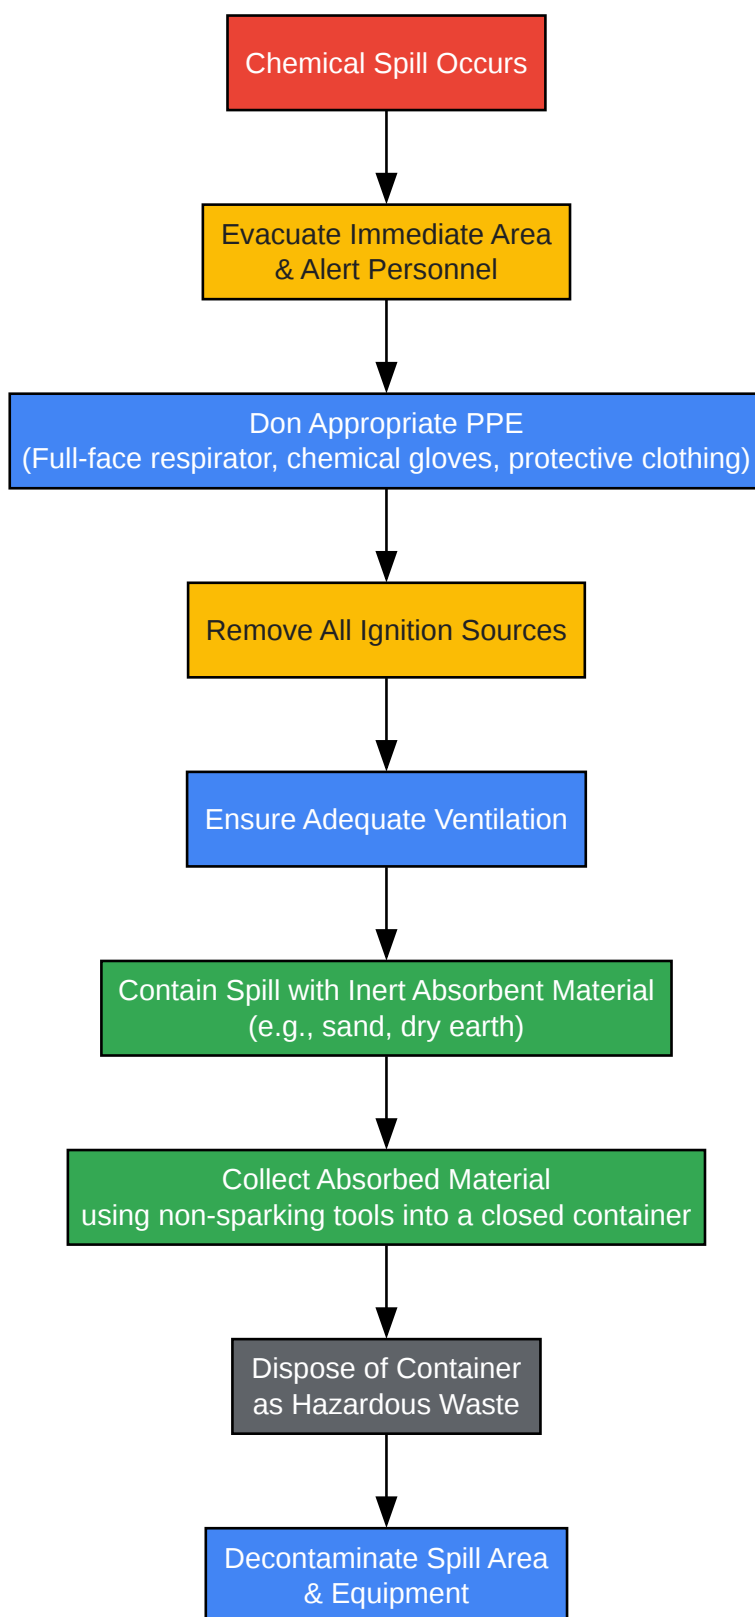 Chemical Spill Occurs
Evacuate Immediate Area
& Alert Personnel
Don Appropriate PPE
(Full-face respirator, chemical gloves, protective clothing)
Remove All Ignition Sources
Ensure Adequate Ventilation
Contain Spill with Inert Absorbent Material
(e.g., sand, dry earth)
Collect Absorbed Material
using non-sparking tools into a closed container
Dispose of Container
as Hazardous Waste
Decontaminate Spill Area
& Equipment